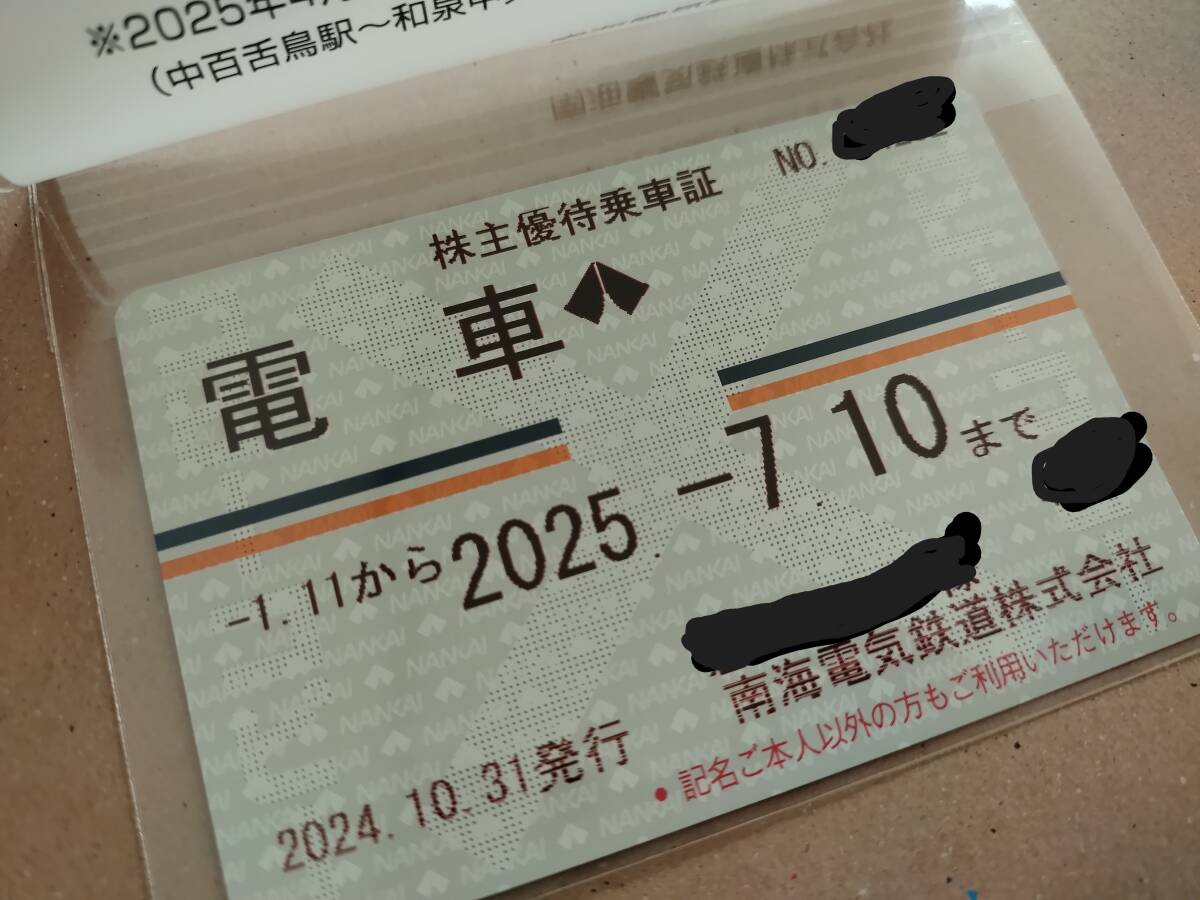 ※2025年4月
(中百舌鳥駅～和泉中央
NO.
株主優待乗車証
電車
-1.11から2025.-7.10まで
南海電気鉄道株式会社
2024.10.31発行
●記名ご本人以外の方もご利用いただけます。
NANKAI